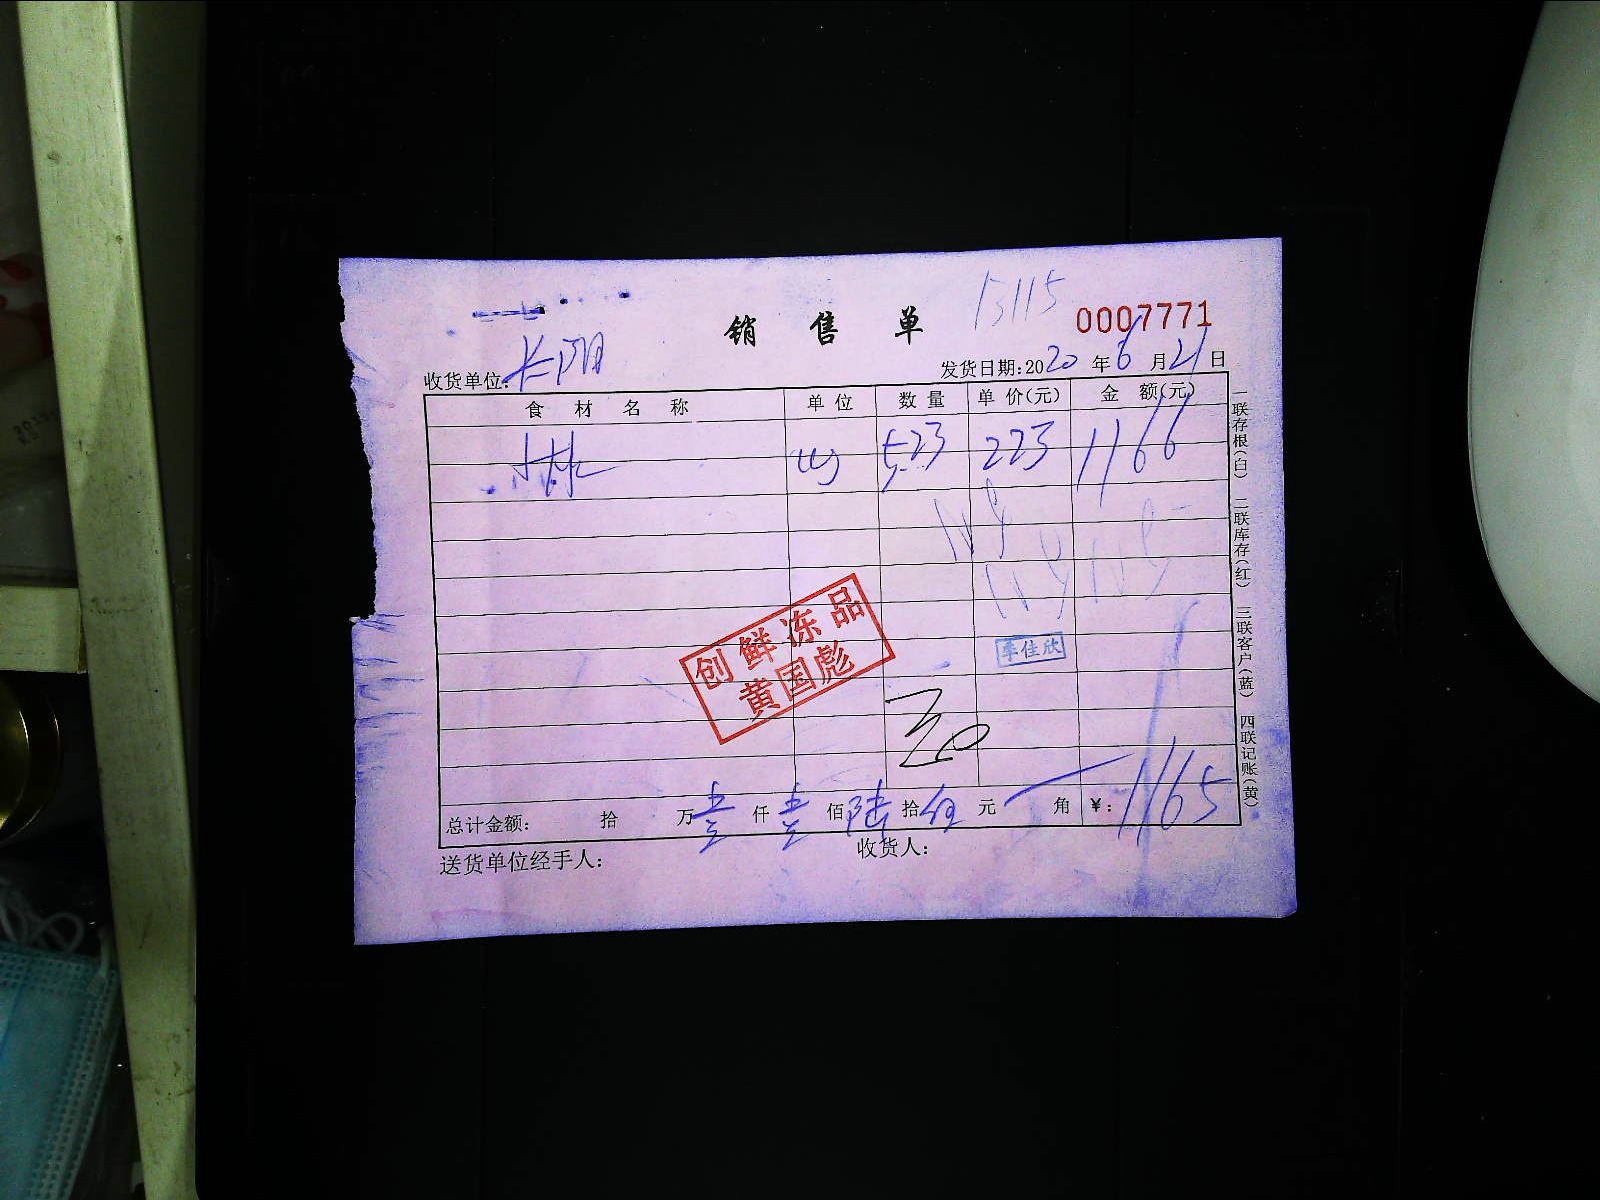 销售单
13115
0007771
收货单位: 长阳
发货日期:2020 年 6 月 21 日
食材名称 单位 数量 单价(元) 金额(元)
523 223 1166
创鲜冻品
黄国彪
李佳欣
总计金额: 拾 万 壹 仟 壹 佰 陆 拾 伍 元 角 ¥: 1165
送货单位经手人: 收货人:
一联存根(白) 二联库存(红) 三联客户(蓝) 四联记账(黄)